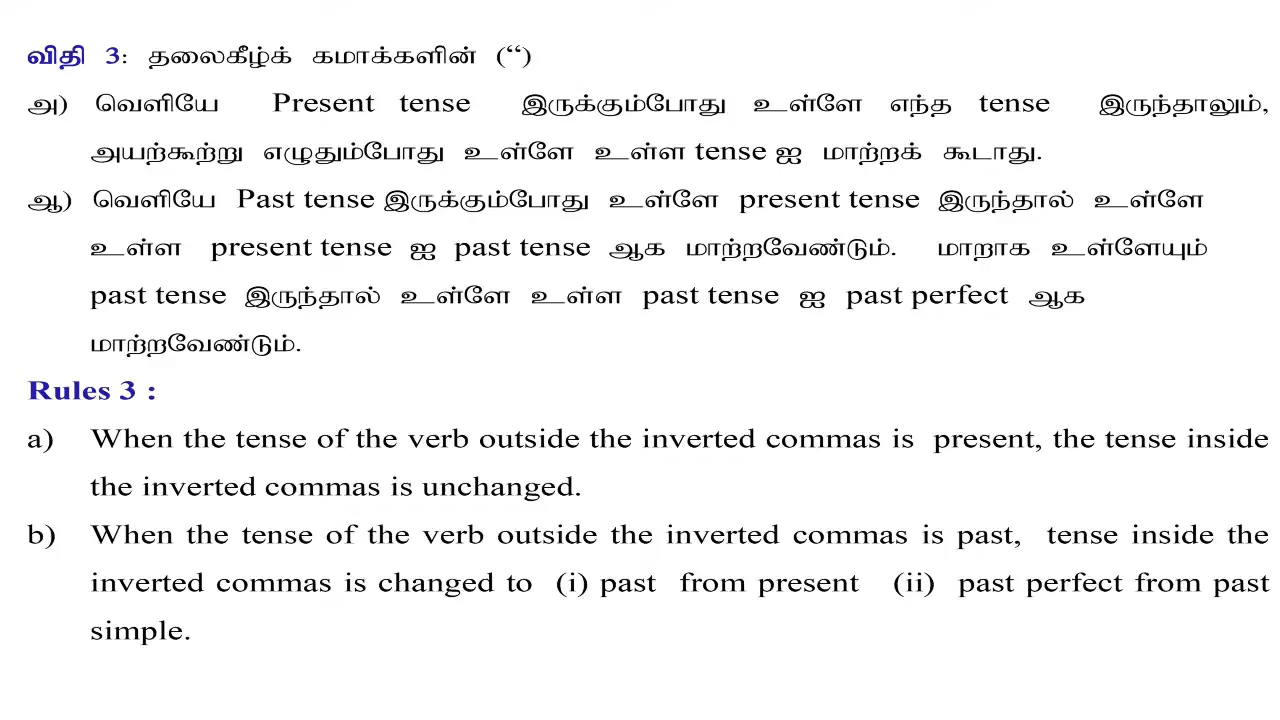 விதி 3: தலைகீழ்க் கமாக்களின் (“)
அ) வெளியே Present tense இருக்கும்போது உள்ளே எந்த tense இருந்தாலும்,
அயற்கூற்று எழுதும்போது உள்ளே உள்ள tense ஐ மாற்றக் கூடாது.
ஆ) வெளியே Past tense இருக்கும்போது உள்ளே present tense இருந்தால் உள்ளே
உள்ள present tense ஐ past tense ஆக மாற்றவேண்டும். மாறாக உள்ளேயும்
past tense இருந்தால் உள்ளே உள்ள past tense ஐ past perfect ஆக
மாற்றவேண்டும்.
Rules 3 :
a) When the tense of the verb outside the inverted commas is present, the tense inside
the inverted commas is unchanged.
b) When the tense of the verb outside the inverted commas is past, tense inside the
inverted commas is changed to (i) past from present (ii) past perfect from past
simple.